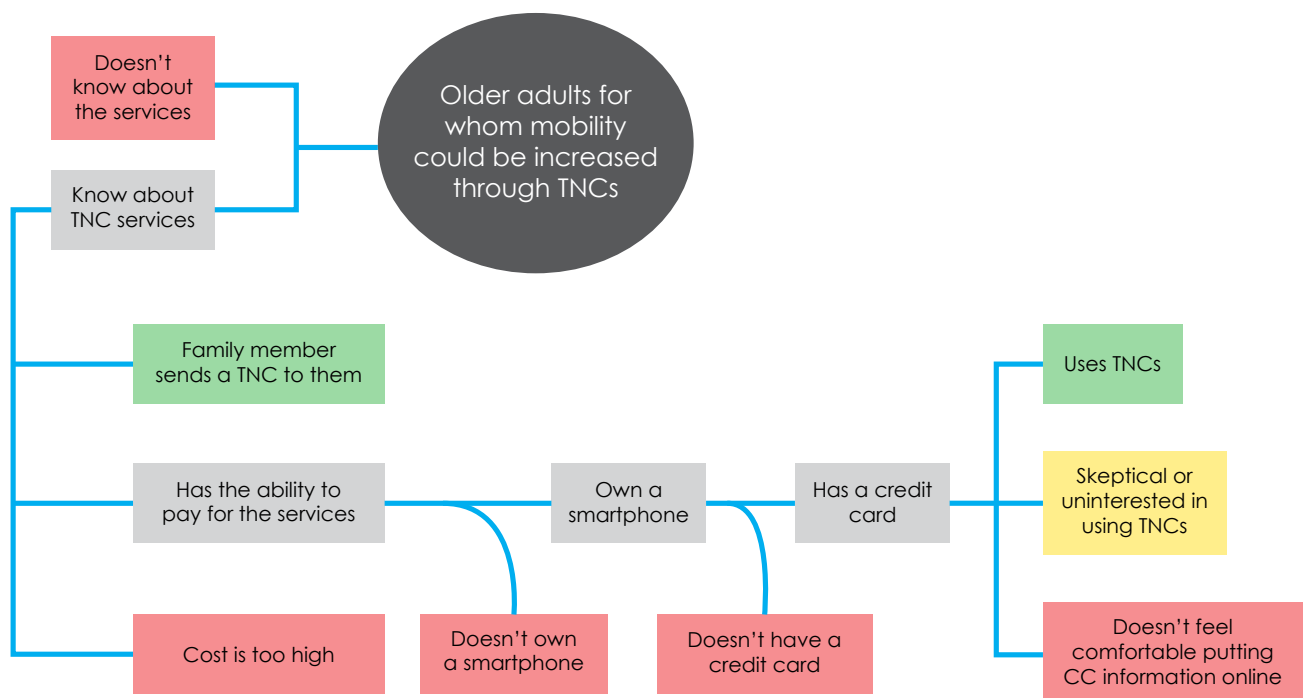 Doesn't
know about
the services
Older adults for
whom mobility
could be increased
through TNCs
Know about
TNC services
Family member
sends a TNC to them
Uses TNCs
Has the ability to
pay for the services
Own a
smartphone
Has a credit
card
Skeptical or
uninterested in
using TNCs
Cost is too high
Doesn't own
a smartphone
Doesn't have a
credit card
Doesn't feel
comfortable putting
CC information online